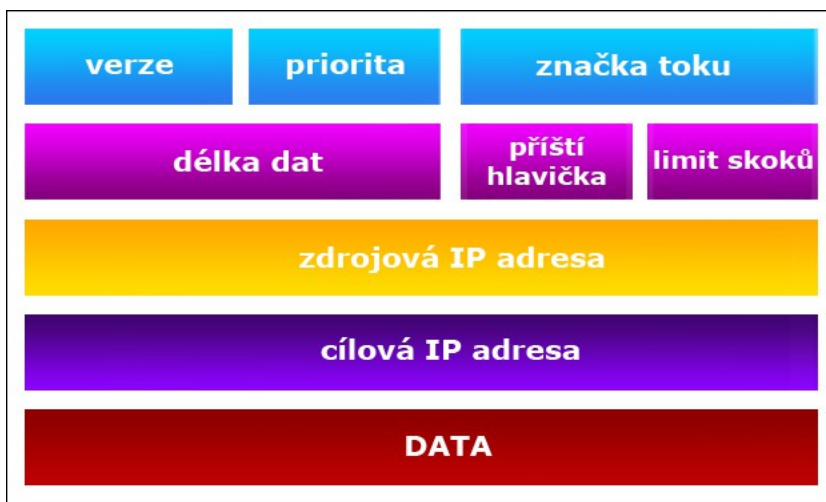 verze priorita značka toku
délka dat příští hlavička limit skoků
zdrojová IP adresa
cílová IP adresa
DATA